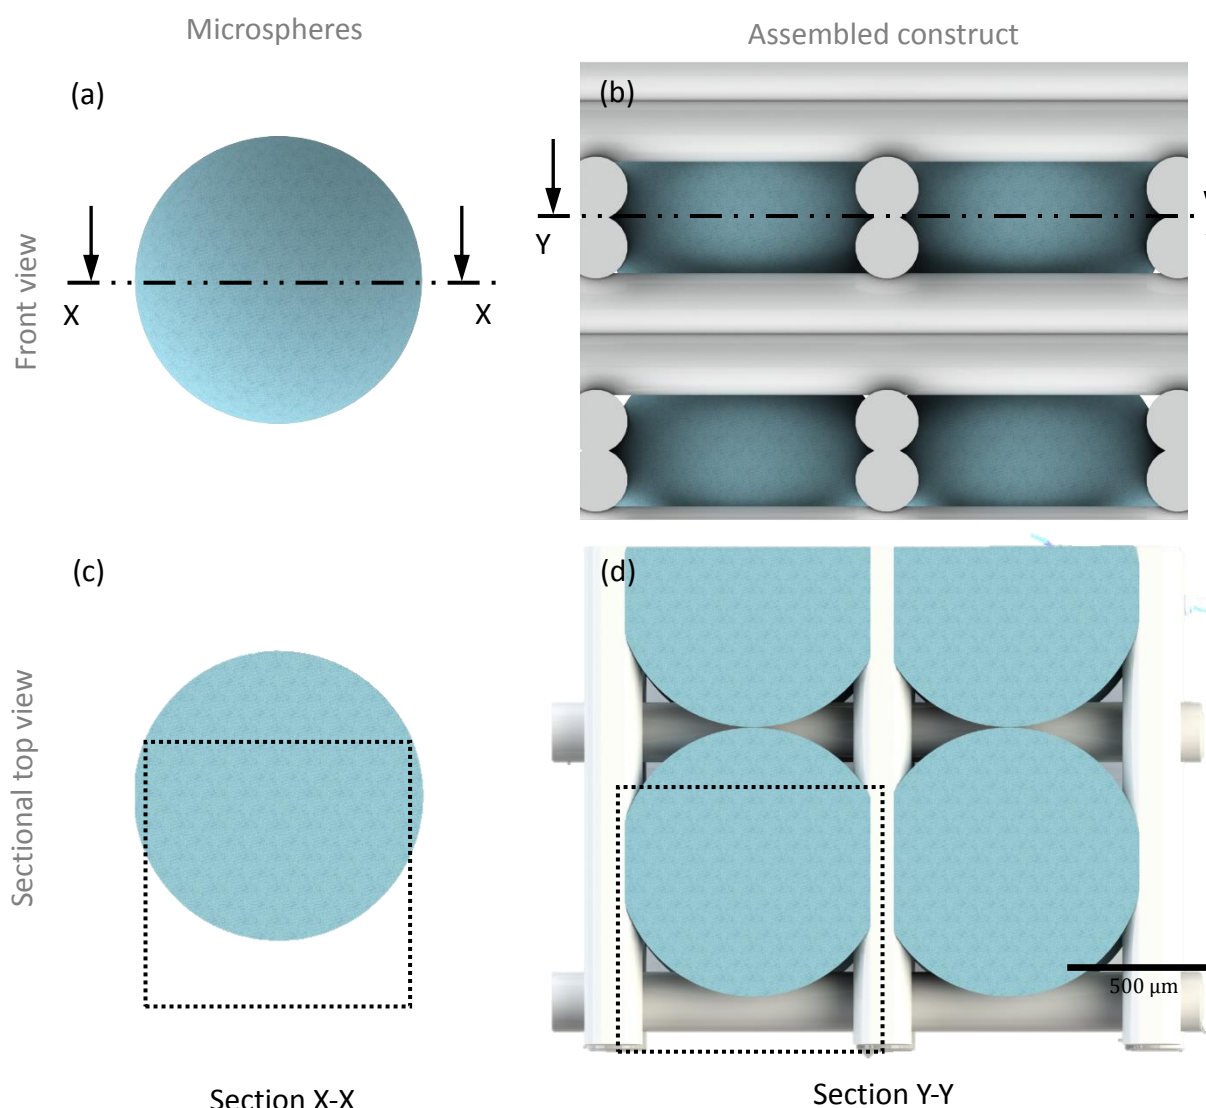 Microspheres
Assembled construct
(a)
(b)
Front view
X
X
Y
(c)
(d)
Sectional top view
500 μm
Section X-X
Section Y-Y